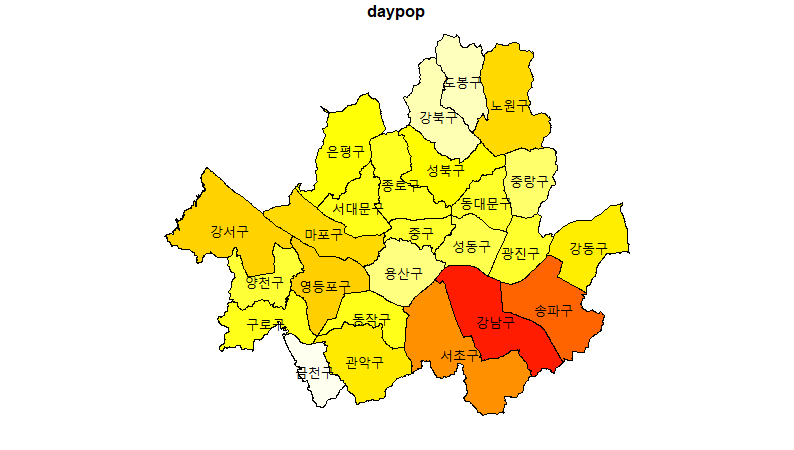 daypop
도봉구
노원구
강북구
은평구
성북구
종로구
중랑구
서대문구
동대문구
강서구
마포구
중구
성동구
광진구
강동구
양천구
영등포구
용산구
구로구
동작구
강남구
송파구
금천구
관악구
서초구